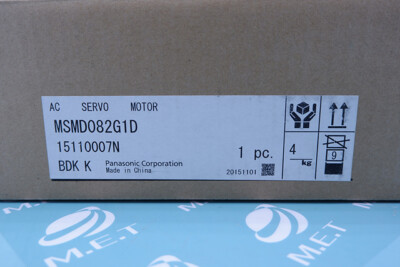 AC SERVO MOTOR
MSMD082G1D
15110007N
BDK K Panasonic Corporation
Made in China
1 pc.
20151101
4
kg
9
M.E.T
M.E.T